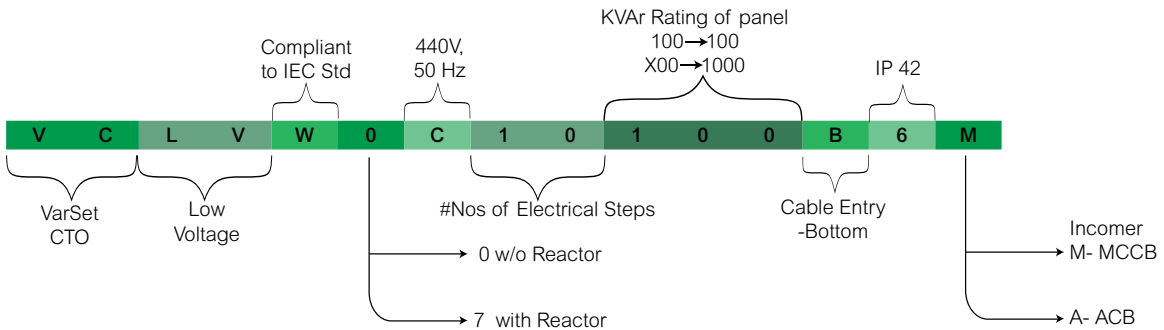 KVAr Rating of panel
100→100
X00→1000
Compliant
to IEC Std
440V,
50 Hz
IP 42
V C L V W 0 C 1 0 1 0 0 B 6 M
VarSet
CTO
Low
Voltage
#Nos of Electrical Steps
Cable Entry
-Bottom
0 w/o Reactor
7 with Reactor
Incomer
M- MCCB
A- ACB